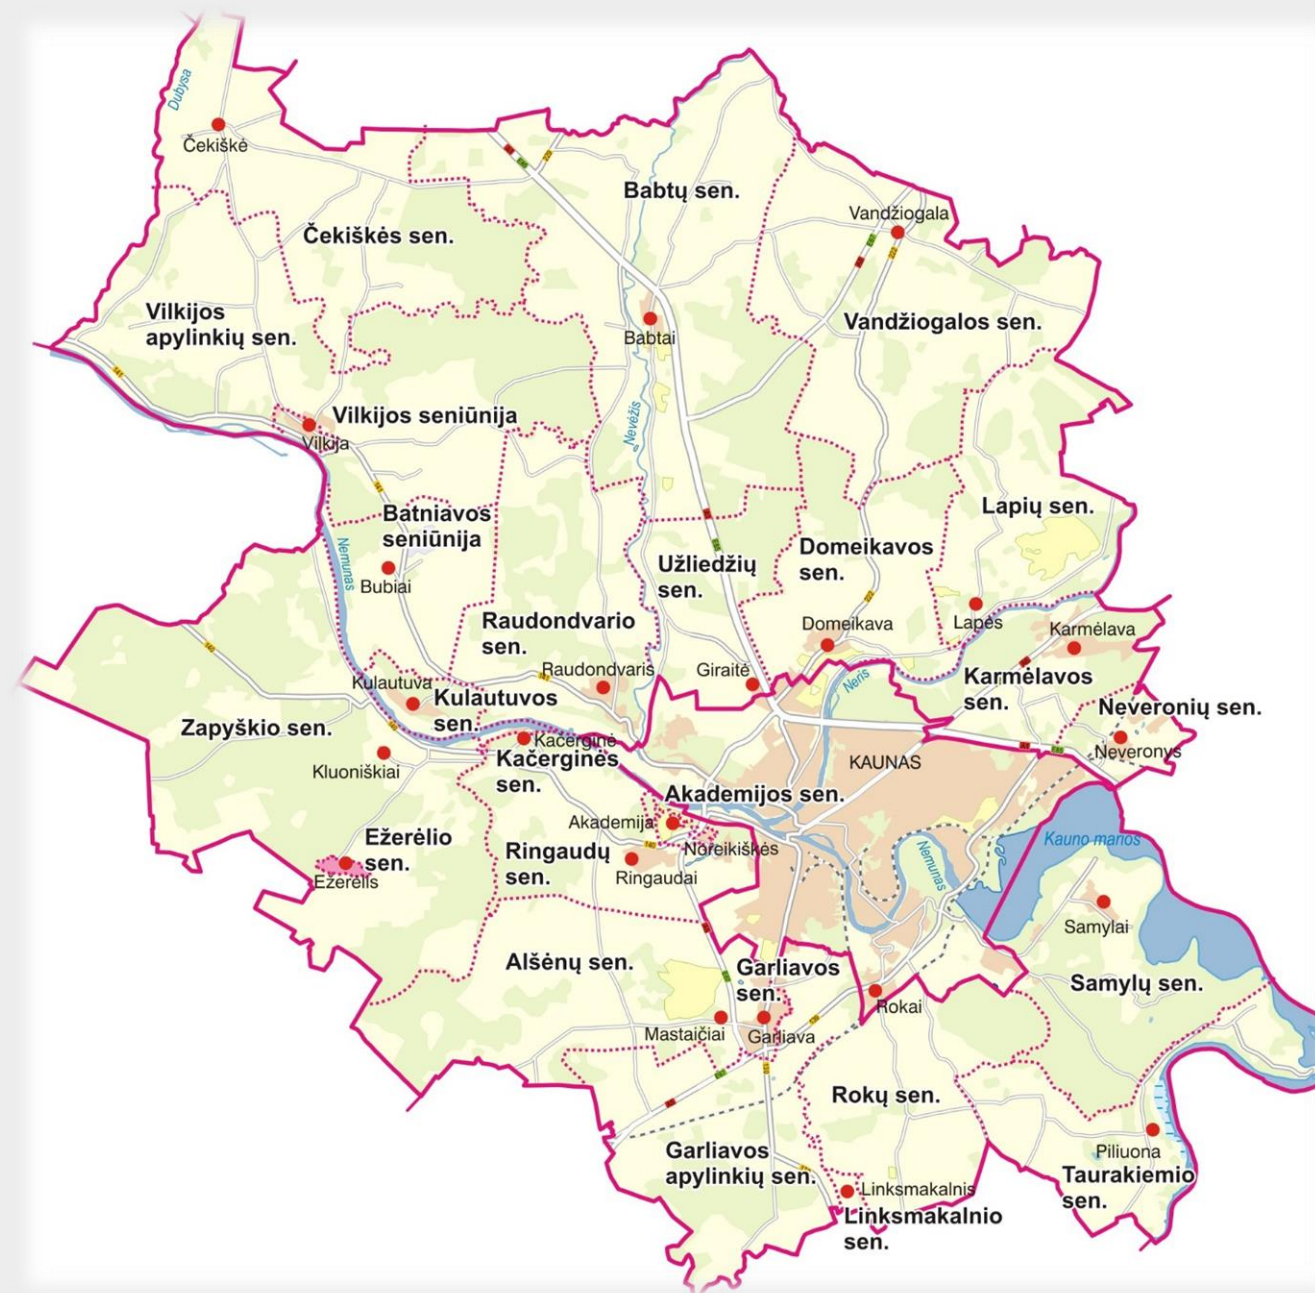 Dubysa
Čekiškė
Babtų sen.
Vandžiogala
Čekiškės sen.
Vilkijos
apylinkių sen.
Vandžiogalos sen.
Babtai
Vilkijos seniūnija
Vilkija
Nevėžis
Batniavos
seniūnija
Lapių sen.
Nemunas
Užliedžių
sen.
Domeikavos
sen.
Bubiai
Raudondvario
sen.
Domeikava
Lapės
Karmėlava
Raudondvaris
Giraitė
Neris
Karmėlavos
sen.
Kulautuva
Kulautuvos
sen.
Neveronių sen.
Zapyškio sen.
Kačerginė
Neveronys
Kačerginės
sen.
Kluoniškiai
KAUNAS
Akademijos sen.
Akademija
Ežerėlio
sen.
Noreikiškės
Kauno marios
Ringaudų
sen.
Nemunas
Ežerėlis
Ringaudai
Samylai
Alšėnų sen.
Garliavos
sen.
Samylų sen.
Rokai
Mastaičiai
Garliava
Rokų sen.
Garliavos
apylinkių sen.
Piliuona
Taurakiemio
sen.
Linksmakalnis
Linksmakalnio
sen.